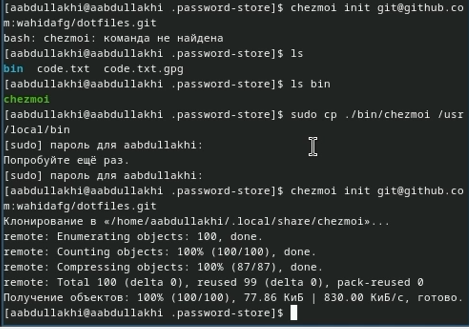 [aabdullakhi@aabdullakhi .password-store]$ chezmoi init git@github.co
m:wahidafg/dotfiles.git
bash: chezmoi: команда не найдена
[aabdullakhi@aabdullakhi .password-store]$ ls
bin  code.txt  code.txt.gpg
[aabdullakhi@aabdullakhi .password-store]$ ls bin
chezmoi
[aabdullakhi@aabdullakhi .password-store]$ sudo cp ./bin/chezmoi /usr
/local/bin
[sudo] пароль для aabdullakhi:
Попробуйте ещё раз.
[sudo] пароль для aabdullakhi:
[aabdullakhi@aabdullakhi .password-store]$ chezmoi init git@github.co
m:wahidafg/dotfiles.git
Клонирование в «/home/aabdullakhi/.local/share/chezmoi»...
remote: Enumerating objects: 100, done.
remote: Counting objects: 100% (100/100), done.
remote: Compressing objects: 100% (87/87), done.
remote: Total 100 (delta 0), reused 99 (delta 0), pack-reused 0
Получение объектов: 100% (100/100), 77.86 КиБ | 830.00 КиБ/с, готово.
[aabdullakhi@aabdullakhi .password-store]$